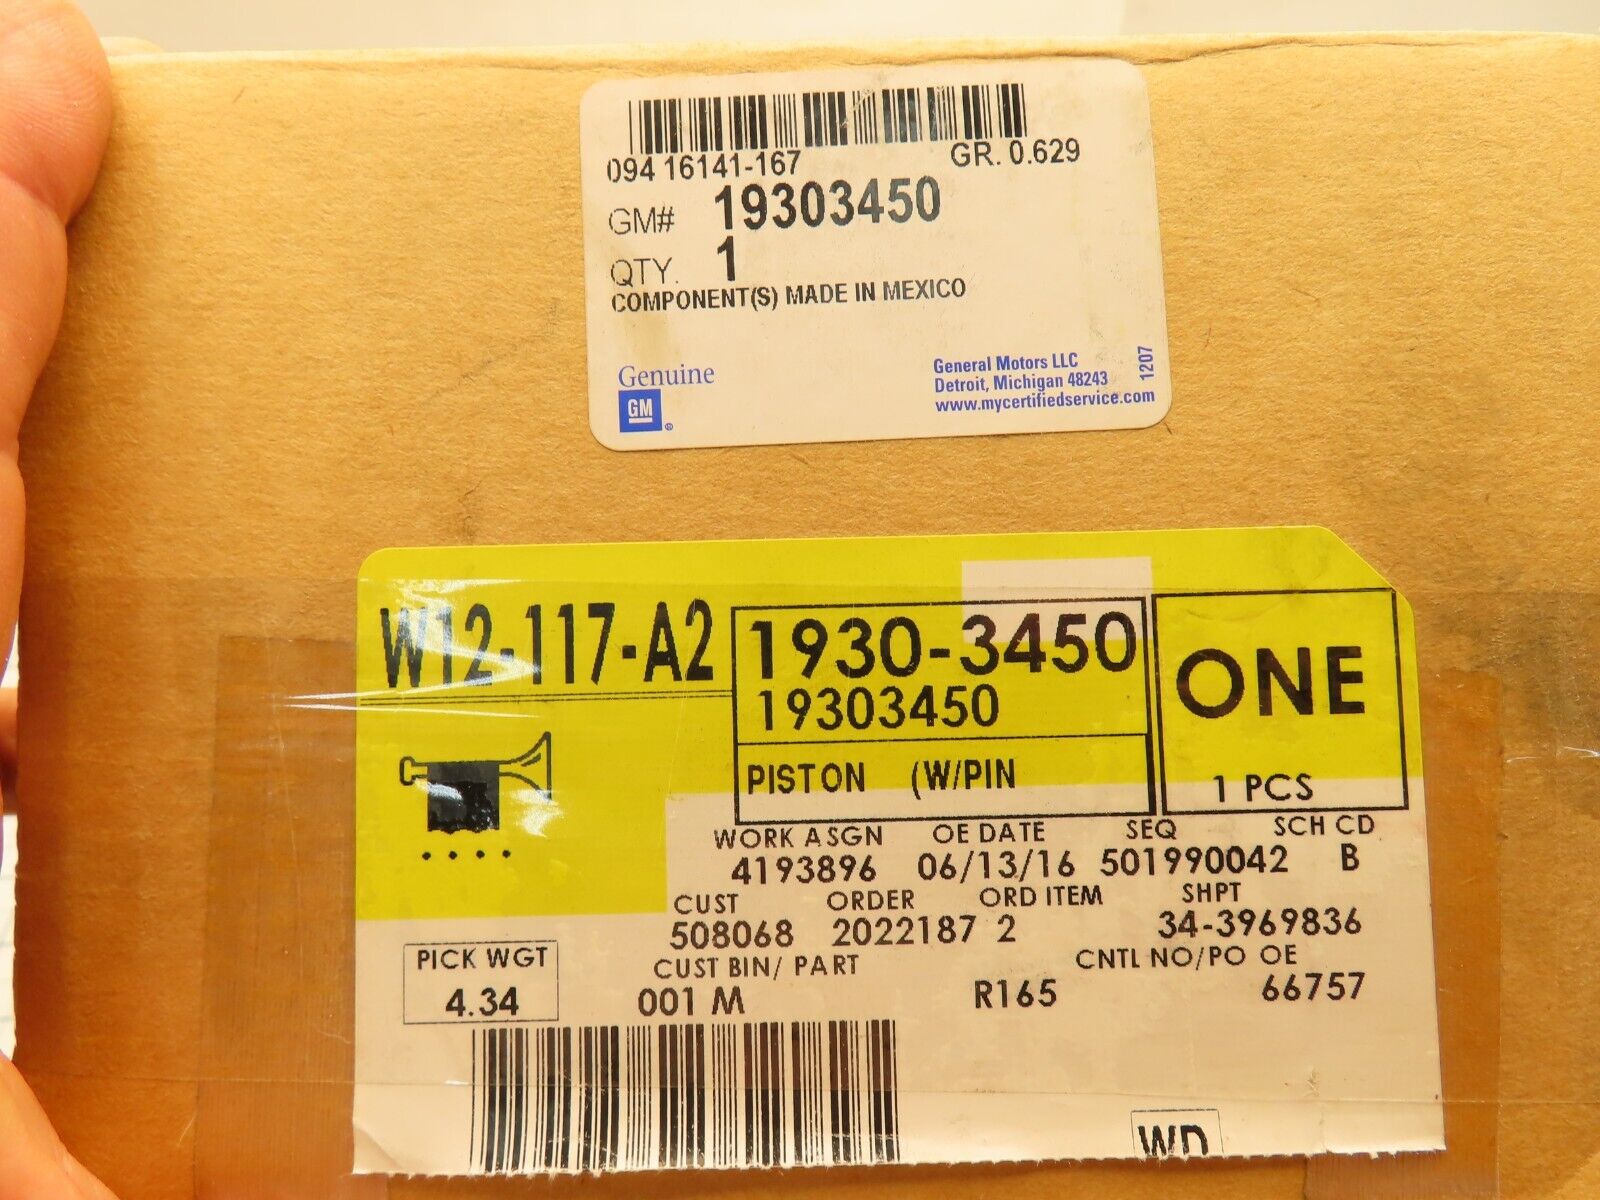 094 16141-167 GR. 0.629
GM# 19303450
QTY. 1
COMPONENT(S) MADE IN MEXICO
Genuine
GM
®
General Motors LLC
Detroit, Michigan 48243
www.mycertifiedservice.com
1207
W12-117-A2
1930-3450
19303450
PISTON (W/PIN
ONE
1 PCS
WORK ASGN OE DATE SEQ SCH CD
4193896 06/13/16 501990042 B
CUST ORDER ORD ITEM SHPT
508068 2022187 2 34-3969836
PICK WGT
4.34
CUST BIN/ PART CNTL NO/PO OE
001 M R165 66757
WD